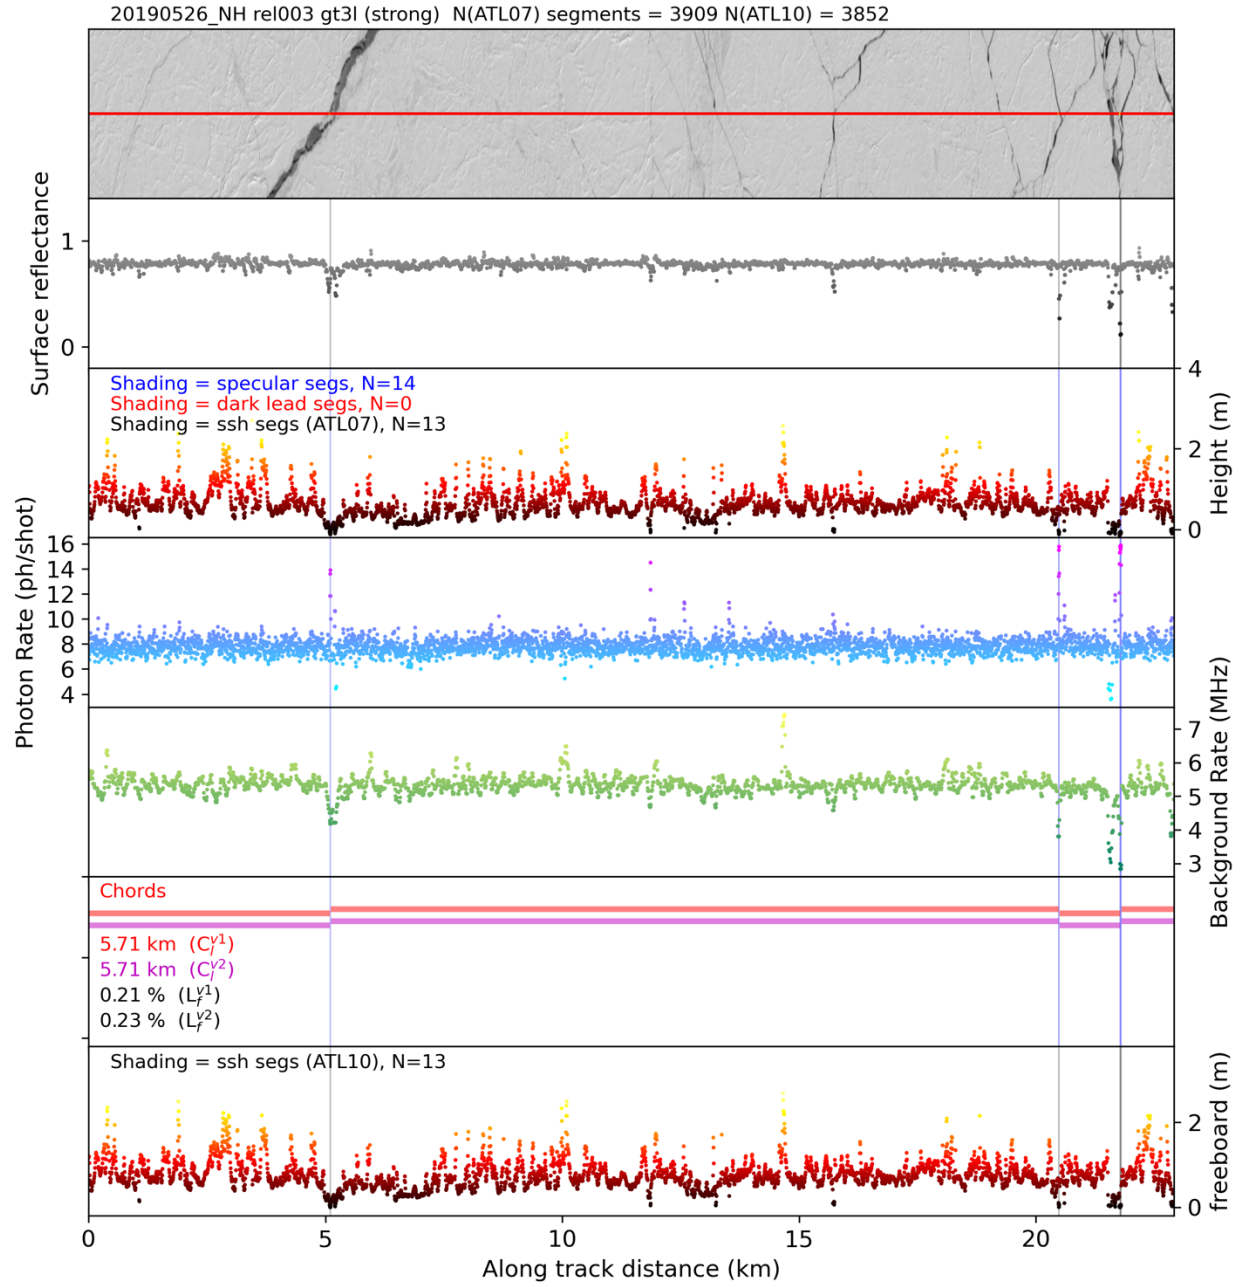 20190526_NH rel003 gt3l (strong)  N(ATL07) segments = 3909 N(ATL10) = 3852
Surface reflectance
1
0
Shading = specular segs, N=14
Shading = dark lead segs, N=0
Shading = ssh segs (ATL07), N=13
4
2
0
Height (m)
Photon Rate (ph/shot)
16
14
12
10
8
6
4
7
6
5
4
3
Background Rate (MHz)
Chords
5.71 km  (C_l^{v1})
5.71 km  (C_l^{v2})
0.21 %  (L_f^{v1})
0.23 %  (L_f^{v2})
Shading = ssh segs (ATL10), N=13
2
0
freeboard (m)
0 5 10 15 20
Along track distance (km)